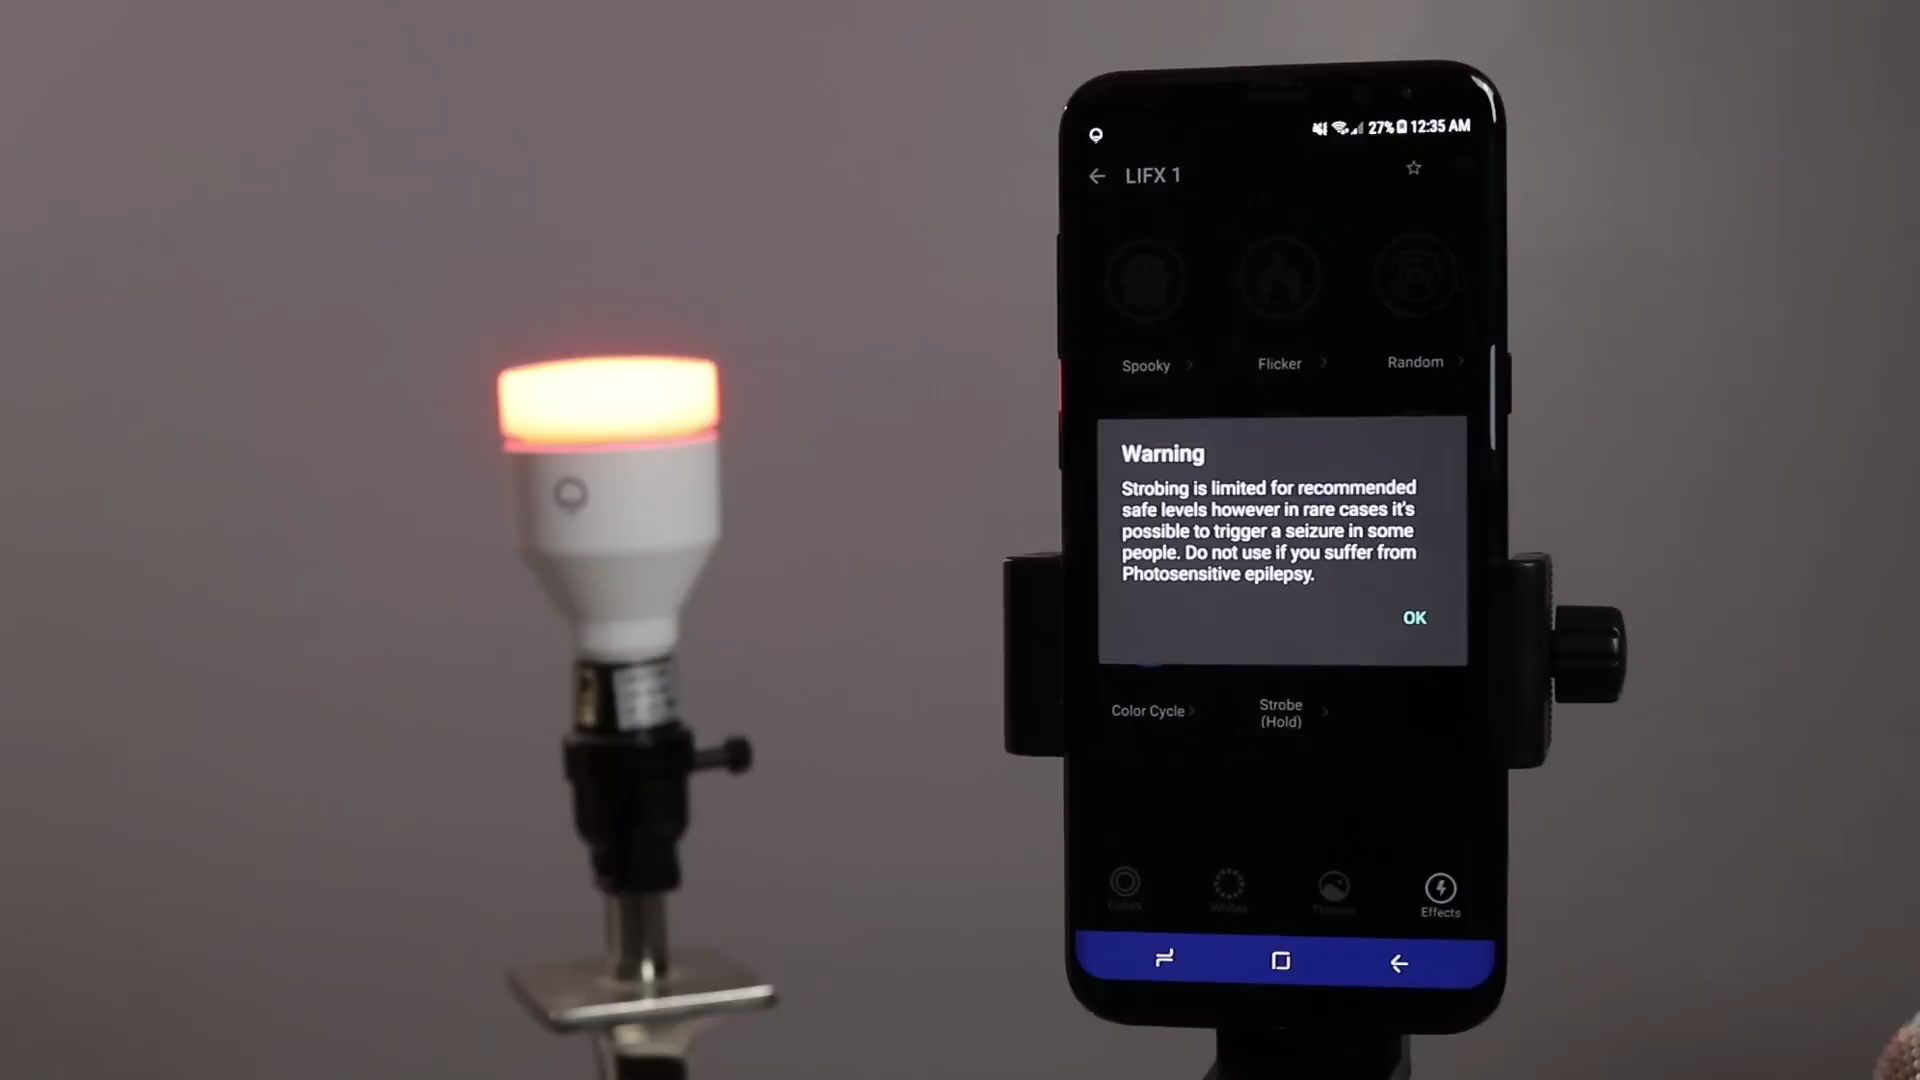 27% 12:35 AM
LIFX 1
Spooky
Flicker
Random
Warning
Strobing is limited for recommended
safe levels however in rare cases it's
possible to trigger a seizure in some
people. Do not use if you suffer from
Photosensitive epilepsy.
OK
Color Cycle
Strobe
(Hold)
Effects